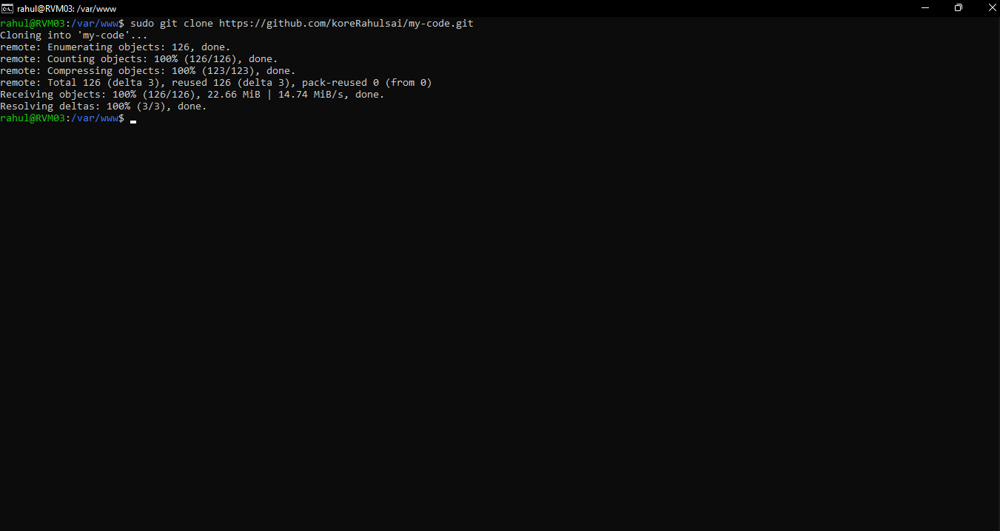 rahul@RVM03: /var/www
rahul@RVM03:/var/www$ sudo git clone https://github.com/koreRahulsai/my-code.git
Cloning into 'my-code'...
remote: Enumerating objects: 126, done.
remote: Counting objects: 100% (126/126), done.
remote: Compressing objects: 100% (123/123), done.
remote: Total 126 (delta 3), reused 126 (delta 3), pack-reused 0 (from 0)
Receiving objects: 100% (126/126), 22.66 MiB | 14.74 MiB/s, done.
Resolving deltas: 100% (3/3), done.
rahul@RVM03:/var/www$